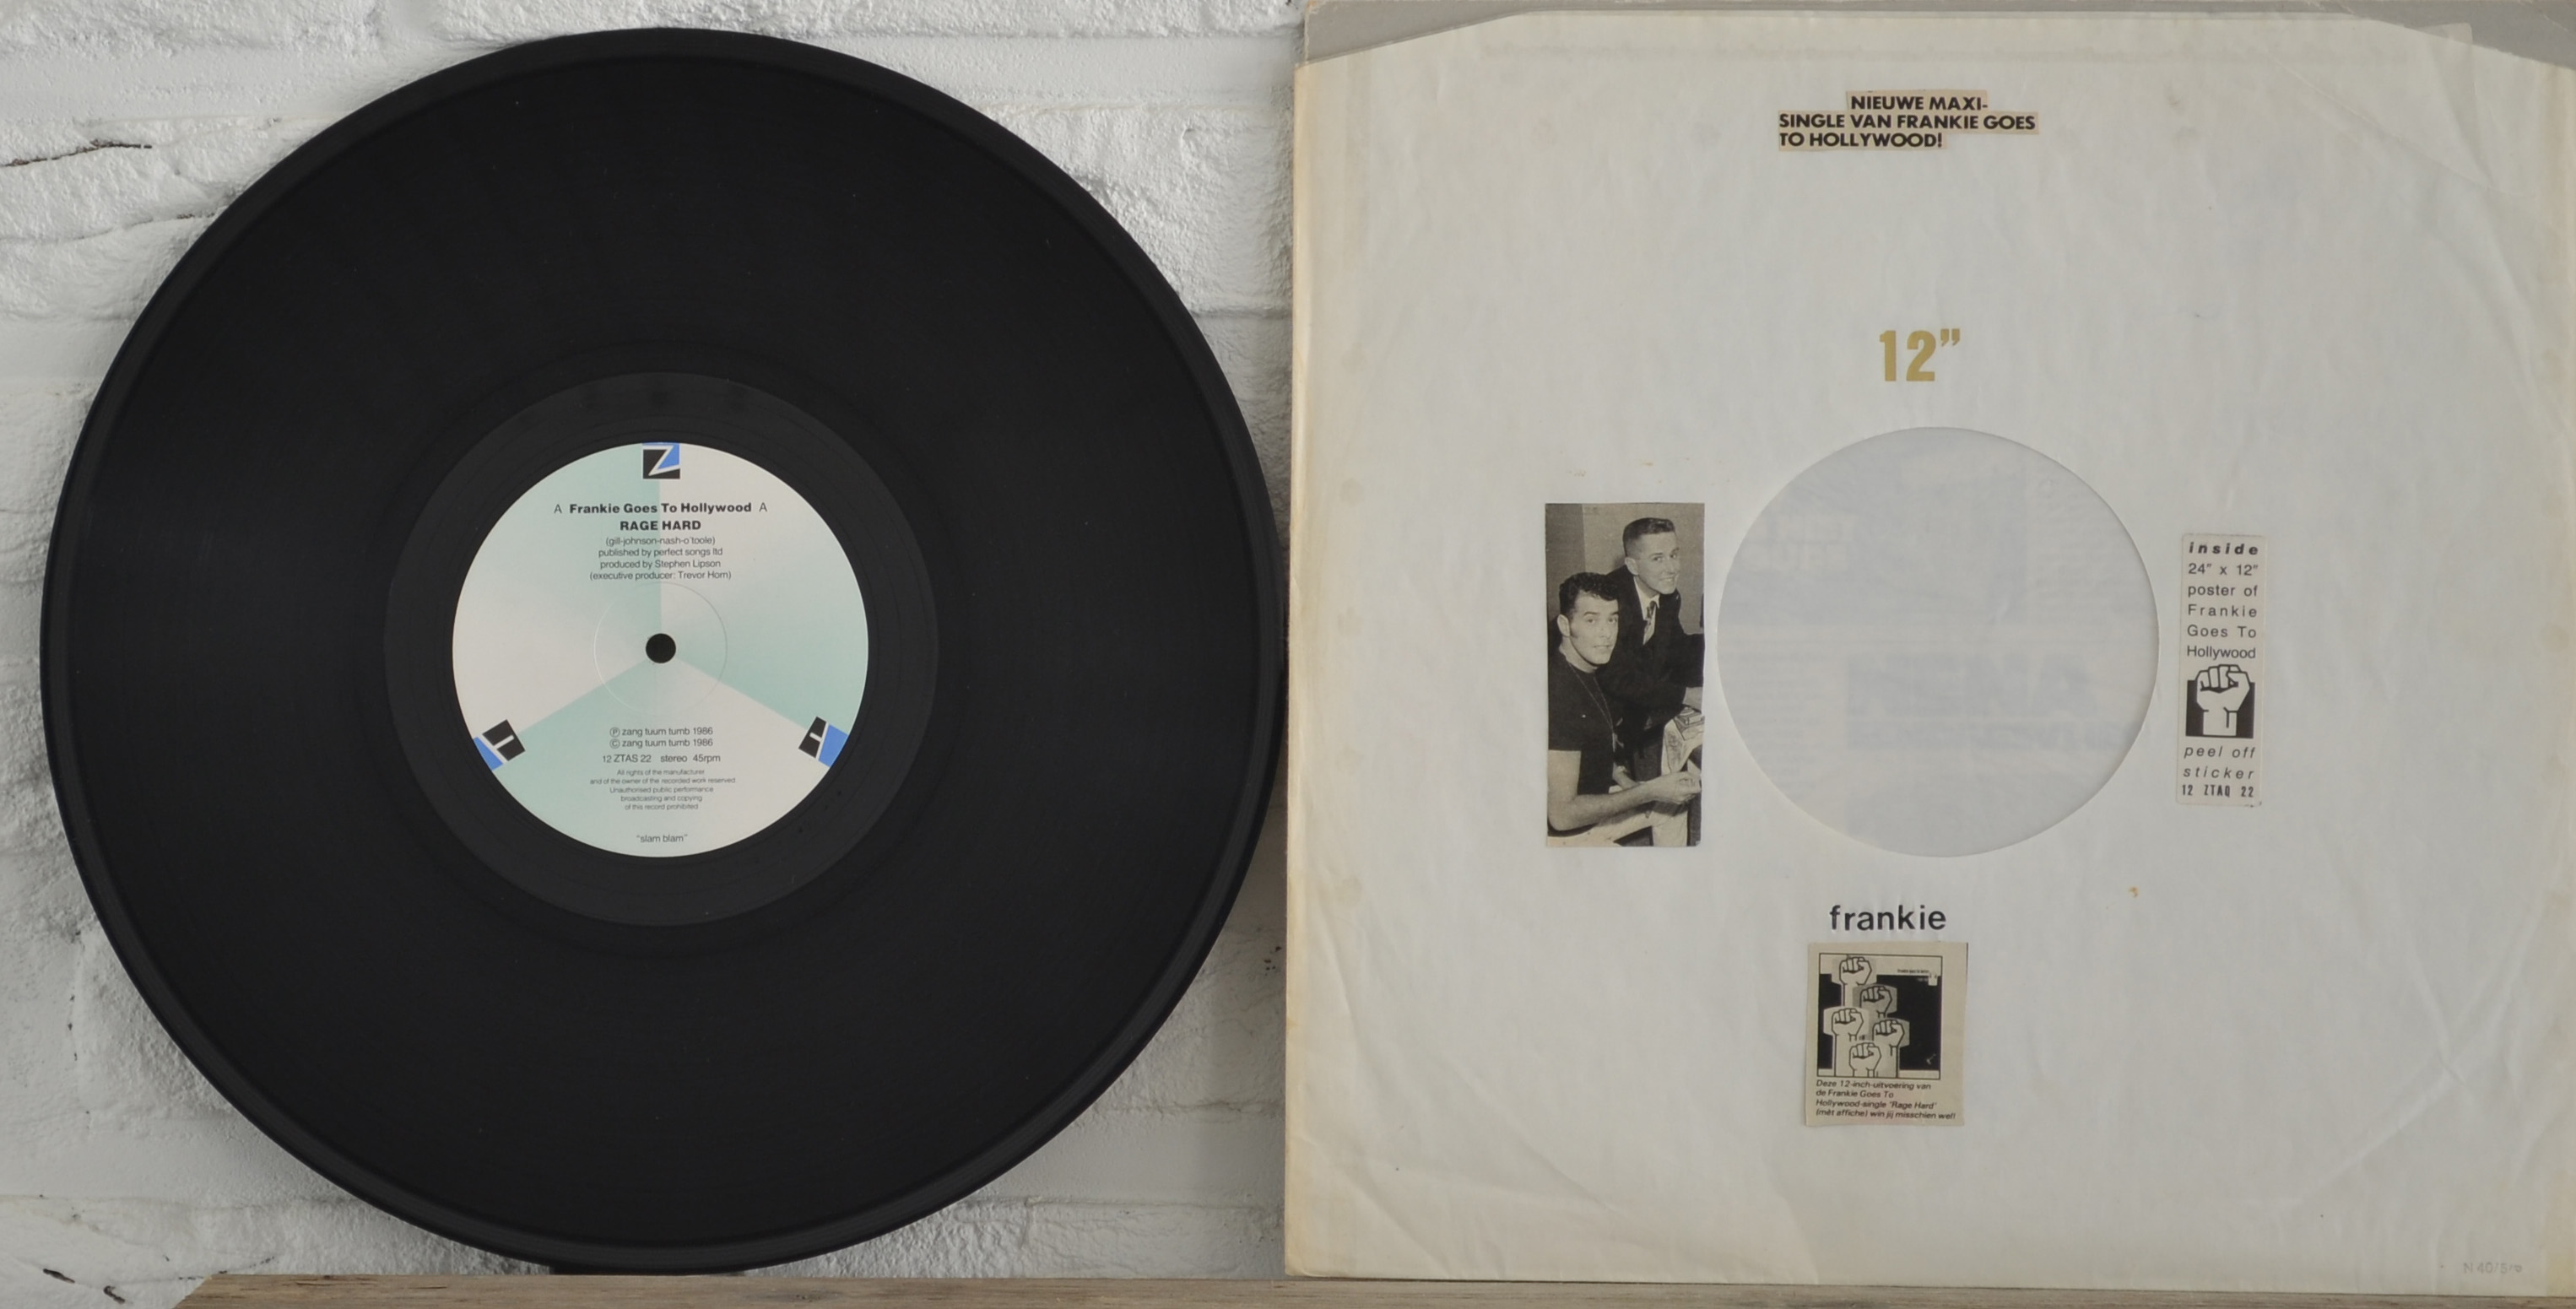 Z
A Frankie Goes To Hollywood A
RAGE HARD
(gill-johnson-nash-o'toole)
published by perfect songs ltd
produced by Stephen Lipson
(executive producer: Trevor Horn)
T
A
Ⓟ zang tuum tumb 1986
© zang tuum tumb 1986
12 ZTAS 22 stereo 45rpm
All rights of the manufacturer
and of the owner of the recorded work reserved
Unauthorised public performance
broadcasting and copying
of this record prohibited
"slam blam"
NIEUWE MAXI-
SINGLE VAN FRANKIE GOES
TO HOLLYWOOD!
12”
inside
24" x 12"
poster of
Frankie
Goes To
Hollywood
peel off
sticker
12 ZTAQ 22
frankie
Deze 12-inch-uitvoering van
de Frankie Goes To
Hollywood-single 'Rage Hard'
(mét affiche) win jij misschien wel!